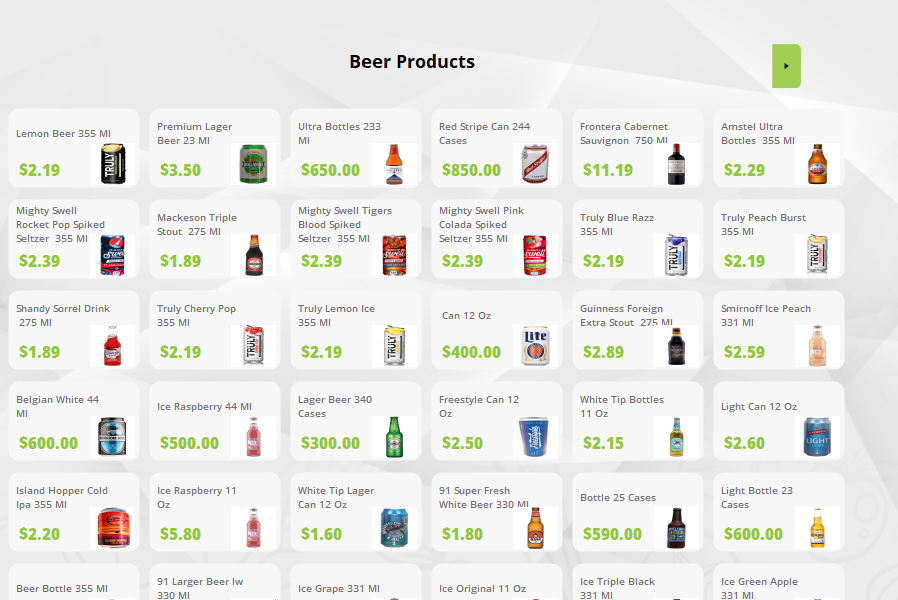 Beer Products
Lemon Beer 355 Ml
$2.19
Premium Lager
Beer 23 Ml
$3.50
Ultra Bottles 233
Ml
$650.00
Red Stripe Can 244
Cases
$850.00
Frontera Cabernet
Sauvignon 750 Ml
$11.19
Amstel Ultra
Bottles 355 Ml
$2.29
Mighty Swell
Rocket Pop Spiked
Seltzer 355 Ml
$2.39
Mackeson Triple
Stout 275 Ml
$1.89
Mighty Swell Tigers
Blood Spiked
Seltzer 355 Ml
$2.39
Mighty Swell Pink
Colada Spiked
Seltzer 355 Ml
$2.39
Truly Blue Razz
355 Ml
$2.19
Truly Peach Burst
355 Ml
$2.19
Shandy Sorrel Drink
275 Ml
$1.89
Truly Cherry Pop
355 Ml
$2.19
Truly Lemon Ice
355 Ml
$2.19
Can 12 Oz
$400.00
Guinness Foreign
Extra Stout 275 Ml
$2.89
Smirnoff Ice Peach
331 Ml
$2.59
Belgian White 44
Ml
$600.00
Ice Raspberry 44 Ml
$500.00
Lager Beer 340
Cases
$300.00
Freestyle Can 12
Oz
$2.50
White Tip Bottles
11 Oz
$2.15
Light Can 12 Oz
$2.60
Island Hopper Cold
Ipa 355 Ml
$2.20
Ice Raspberry 11
Oz
$5.80
White Tip Lager
Can 12 Oz
$1.60
91 Super Fresh
White Beer 330 Ml
$1.80
Bottle 25 Cases
$590.00
Light Bottle 23
Cases
$600.00
Beer Bottle 355 Ml
91 Larger Beer Iw
330 Ml
Ice Grape 331 Ml
Ice Original 11 Oz
Ice Triple Black
331 Ml
Ice Green Apple
331 Ml
TRULY
TRULY
TRULY
TRULY
TRULY
Lite
LIGHT